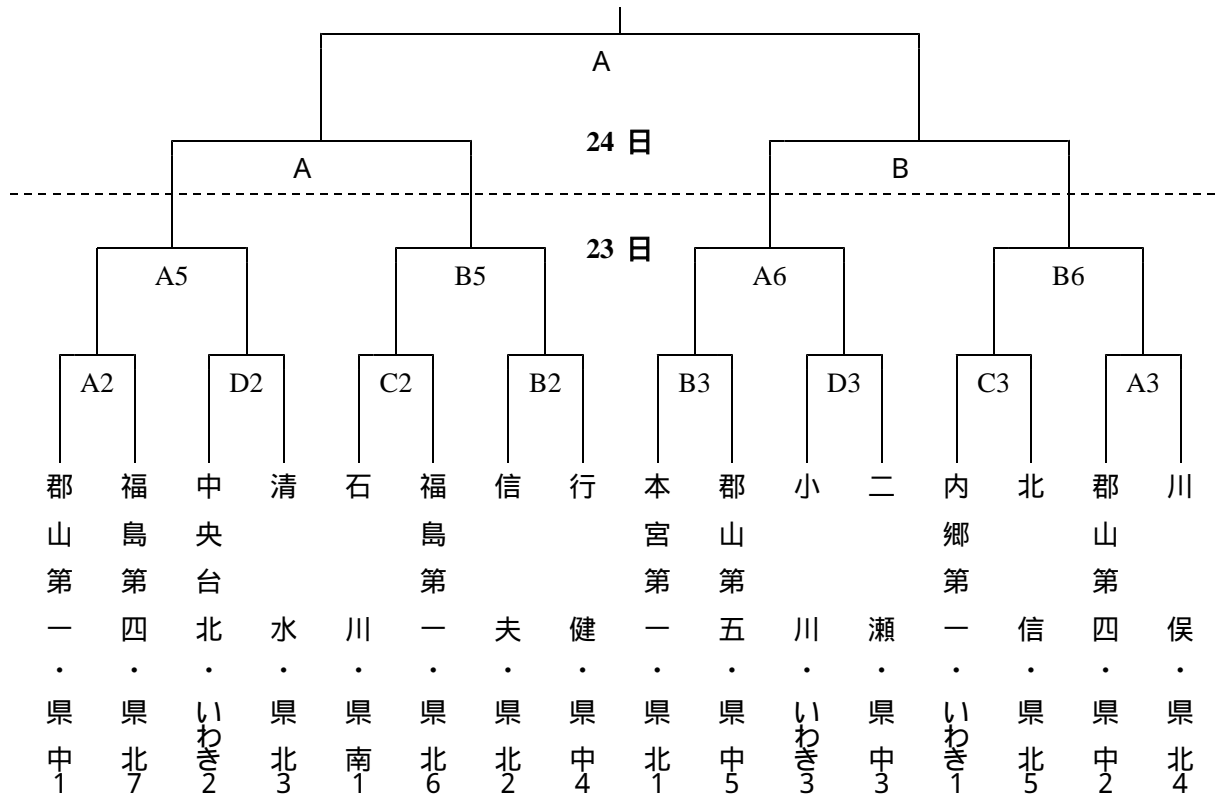 A
24 日
A
B
23 日
A5
B5
A6
B6
A2
D2
C2
B2
B3
D3
C3
A3
郡山第一・県中1
福島第四・県北7
中央台北・いわき2
清水・県北3
石川・県南1
福島第一・県北6
信夫・県北2
行健・県中4
本宮第一・県北1
郡山第五・県中5
小川・いわき3
二瀬・県中3
内郷第一・いわき1
北信・県北5
郡山第四・県中2
川俣・県北4